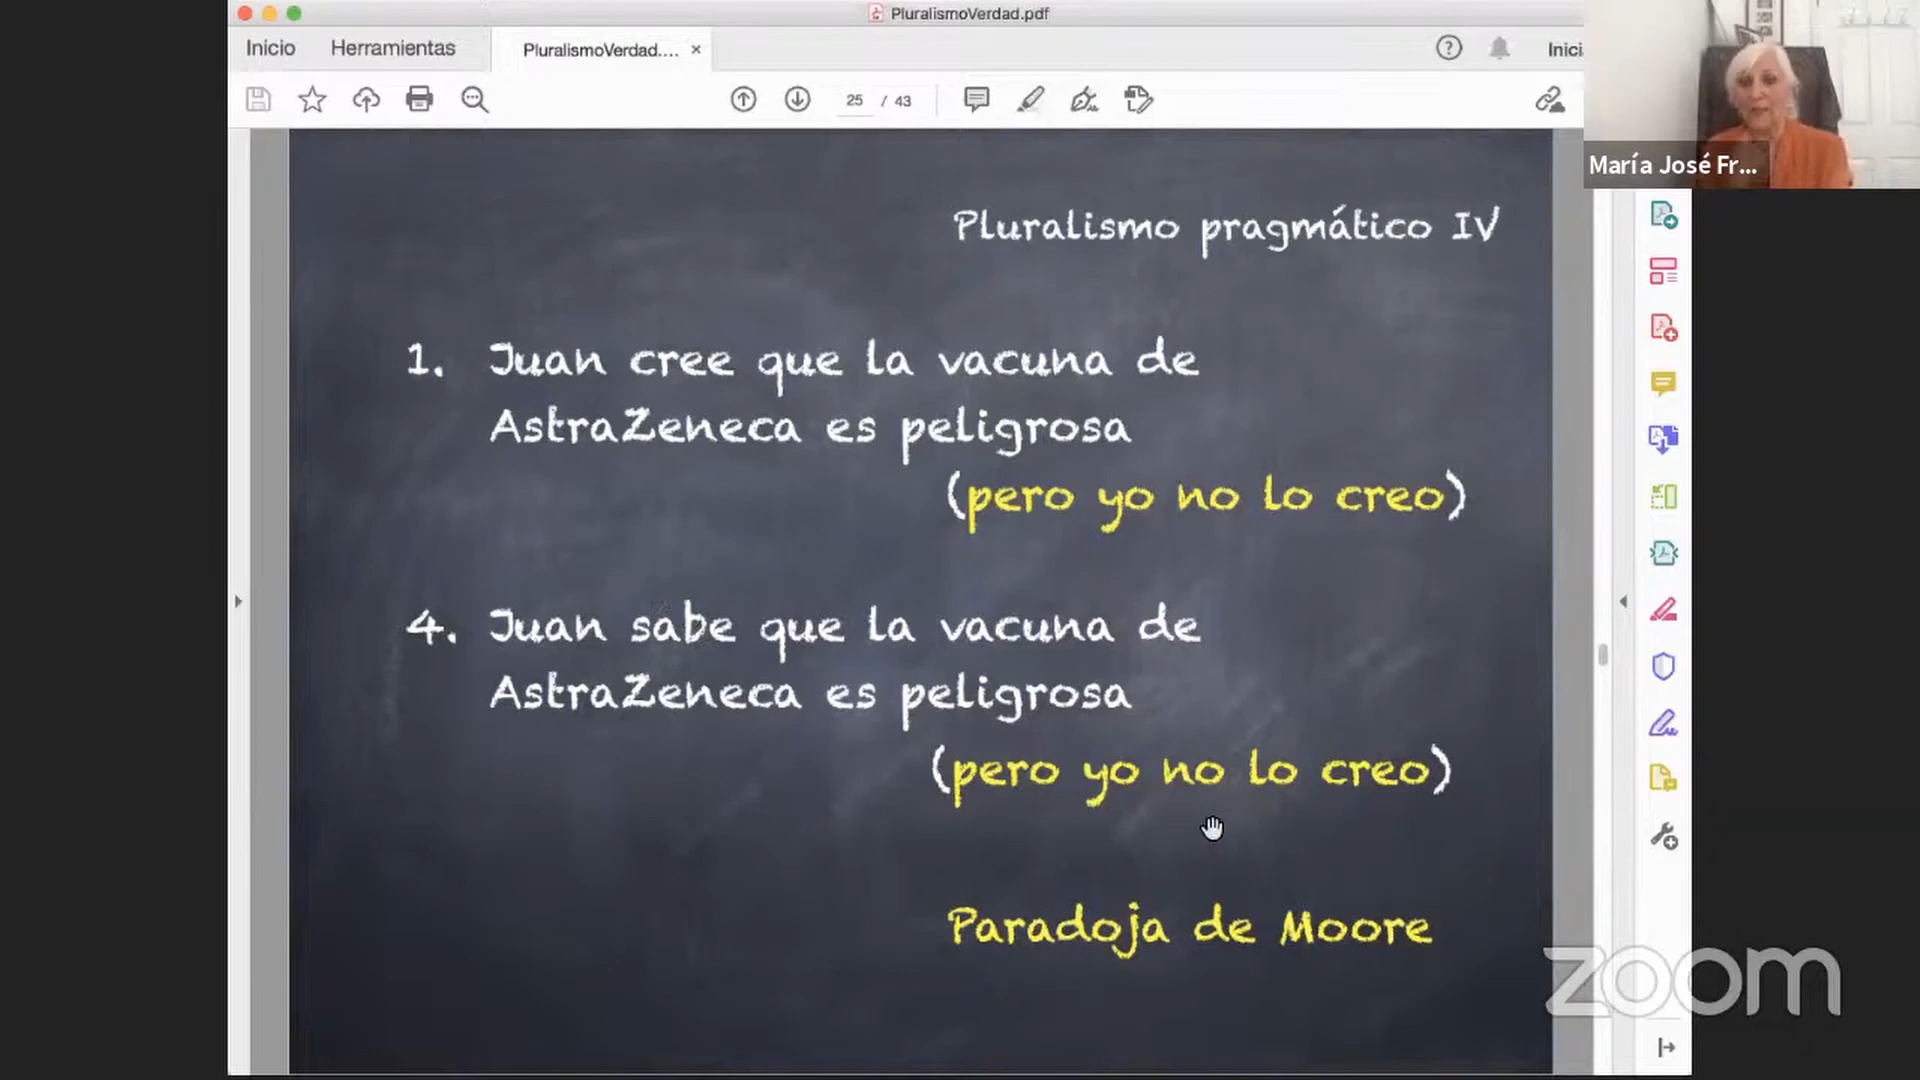 PluralismoVerdad.pdf
Inicio
Herramientas
PluralismoVerdad....
Inici
25 / 43
María José Fr...
Pluralismo pragmático IV
1. Juan cree que la vacuna de
AstraZeneca es peligrosa
(pero yo no lo creo)
4. Juan sabe que la vacuna de
AstraZeneca es peligrosa
(pero yo no lo creo)
Paradoja de Moore
zoom